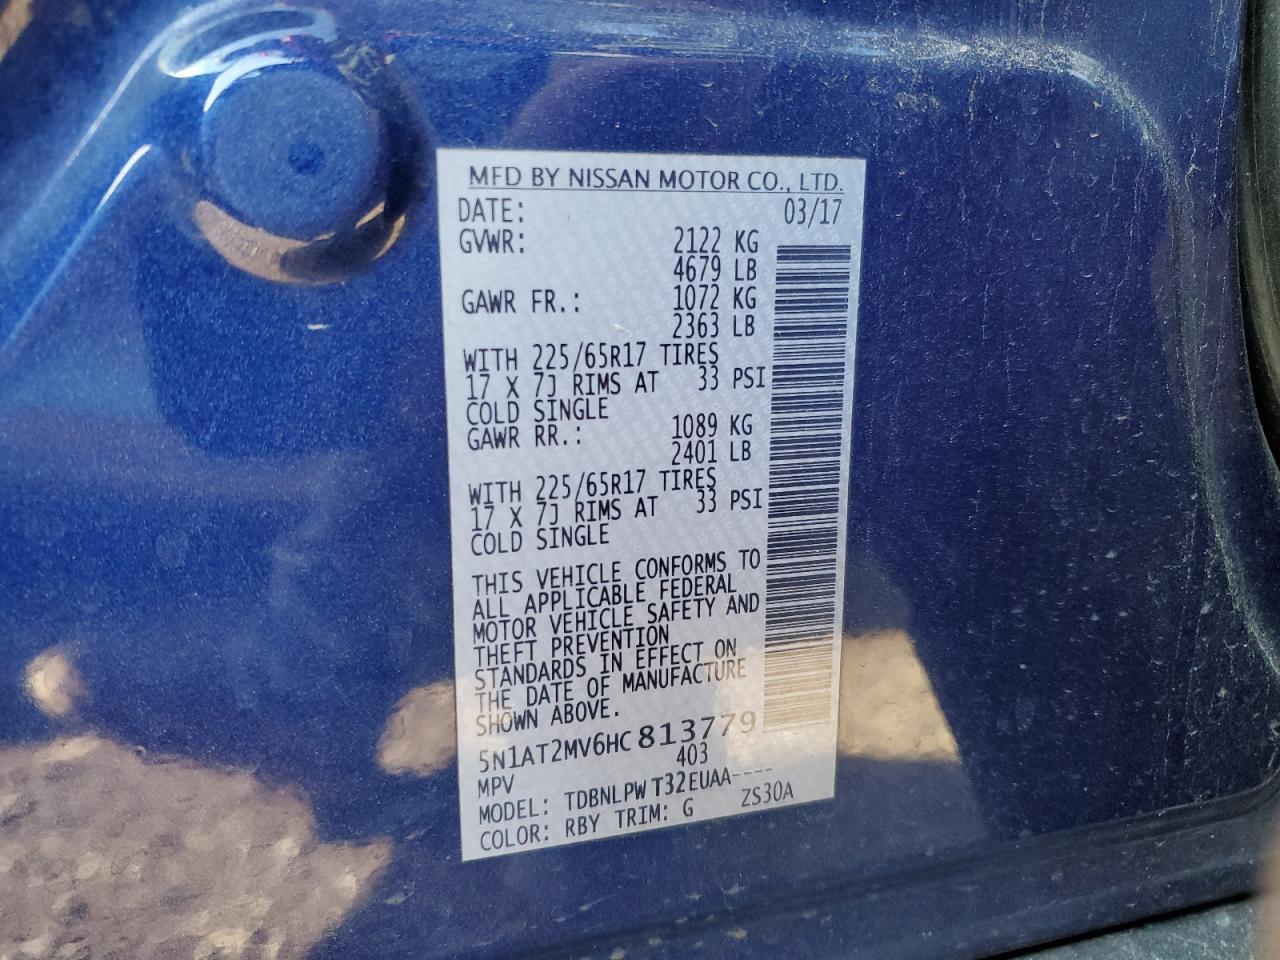 MFD BY NISSAN MOTOR CO., LTD.
DATE: 03/17
GVWR: 2122 KG
4679 LB
GAWR FR.: 1072 KG
2363 LB
WITH 225/65R17 TIRES
17 X 7J RIMS AT 33 PSI
COLD SINGLE
GAWR RR.: 1089 KG
2401 LB
WITH 225/65R17 TIRES
17 X 7J RIMS AT 33 PSI
COLD SINGLE
THIS VEHICLE CONFORMS TO
ALL APPLICABLE FEDERAL
MOTOR VEHICLE SAFETY AND
THEFT PREVENTION
STANDARDS IN EFFECT ON
THE DATE OF MANUFACTURE
SHOWN ABOVE.
5N1AT2MV6HC813779
MPV 403
MODEL: TDBNLPW T32EUAA----
COLOR: RBY TRIM: G ZS30A